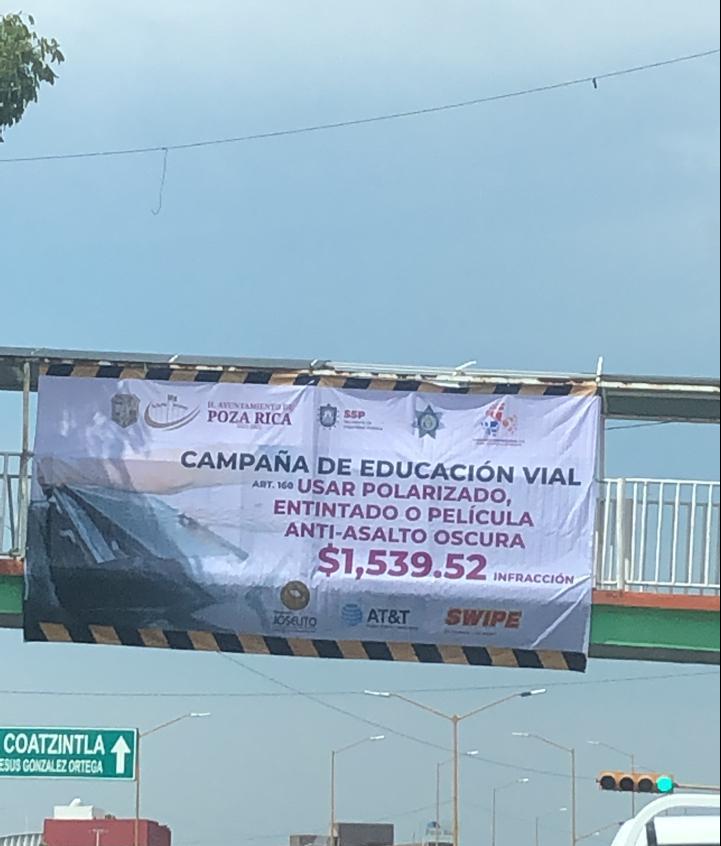 H. AYUNTAMIENTO DE
POZA RICA
SSP
CAMPAÑA DE EDUCACIÓN VIAL
ART. 160 USAR POLARIZADO,
ENTINTADO O PELÍCULA
ANTI-ASALTO OSCURA
$1,539.52 INFRACCIÓN
JOSELITO
AT&T
SWIPE
COATZINTLA
JESUS GONZALEZ ORTEGA